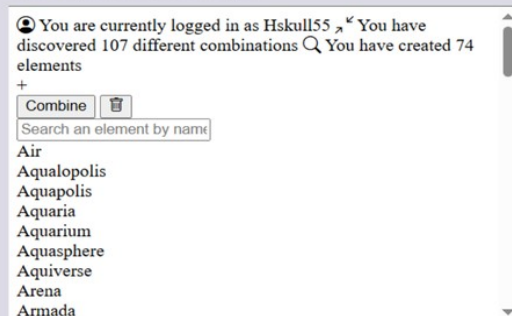 You are currently logged in as Hskull55 You have
discovered 107 different combinations You have created 74
elements
+
Combine
Search an element by name
Air
Aqualopolis
Aquapolis
Aquaria
Aquarium
Aquasphere
Aquiverse
Arena
Armada